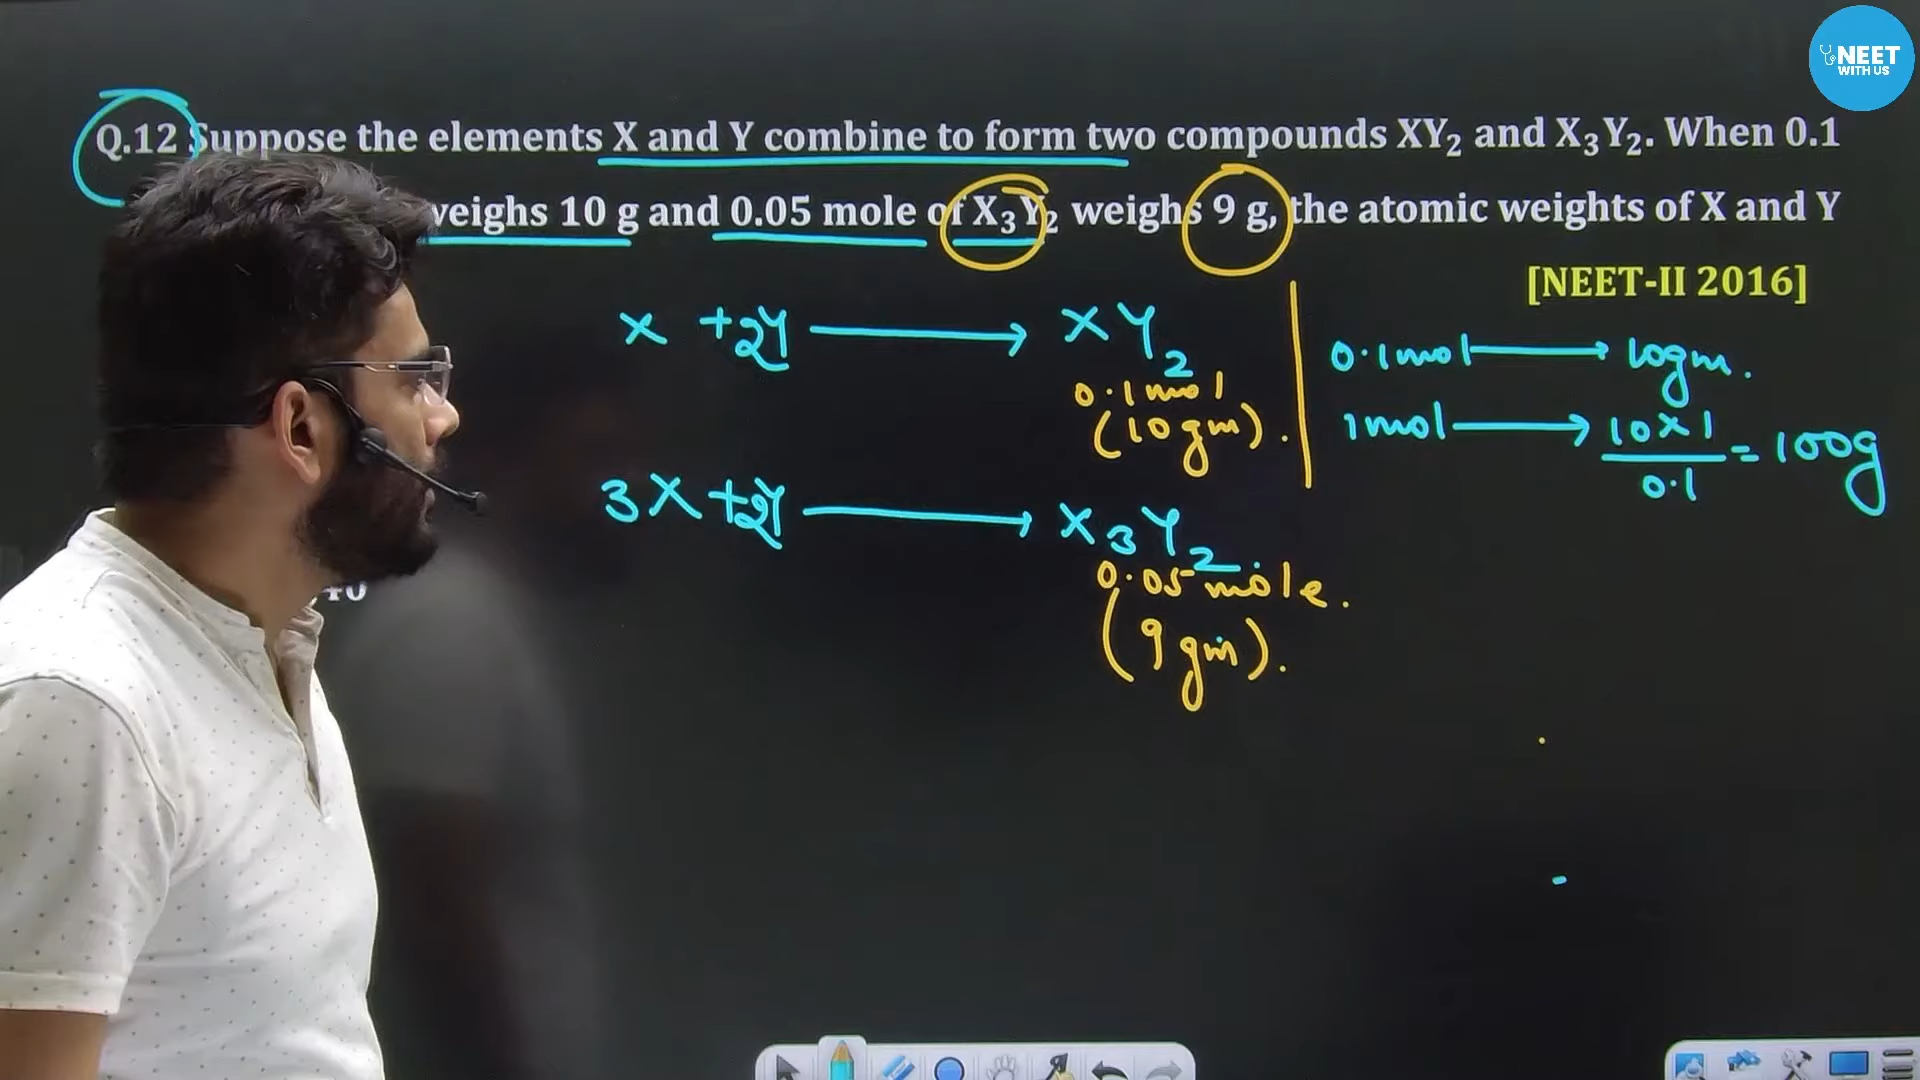 NEET
WITH US
Q.12 Suppose the elements X and Y combine to form two compounds XY₂ and X₃Y₂. When 0.1
weighs 10 g and 0.05 mole of X₃Y₂ weighs 9 g, the atomic weights of X and Y
[NEET-II 2016]
X + 2Y ⟶ XY₂
0.1 mol
(10 gm).
0.1 mol ⟶ 10gm.
1 mol ⟶ 10 X 1 / 0.1 = 100g
3X + 2Y ⟶ X₃Y₂
0.05 mole.
(9 gm).
40